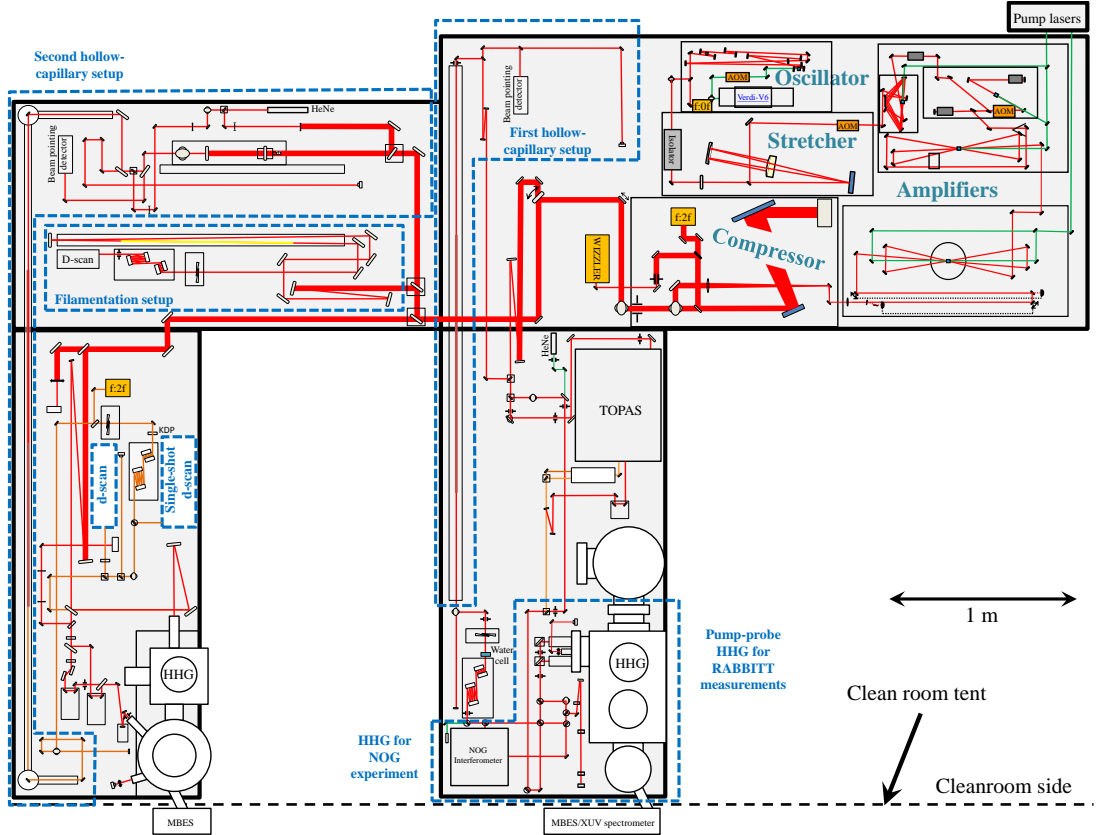 Pump lasers
Second hollow-
capillary setup
HeNe
Beam pointing
detector
Beam pointing
detector
First hollow-
capillary setup
AOM
Oscillator
Verdi-V6
f:0f
Isolator
Stretcher
AOM
AOM
Amplifiers
D-scan
Filamentation setup
WIZZLER
f:2f
Compressor
HeNe
TOPAS
f:2f
KDP
d-scan
Single-shot
d-scan
1 m
Water
cell
HHG
HHG
Pump-probe
HHG for
RABBITT
measurements
Clean room tent
HHG for
NOG
experiment
NOG
Interferometer
Cleanroom side
MBES
MBES/XUV spectrometer